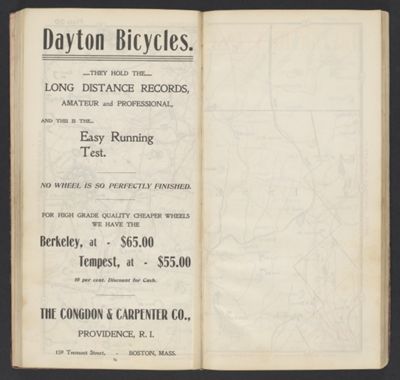 Dayton Bicycles.
...THEY HOLD THE...
LONG DISTANCE RECORDS,
AMATEUR and PROFESSIONAL,
AND THIS IS THE..
Easy Running
Test.
NO WHEEL IS SO PERFECTLY FINISHED.
FOR HIGH GRADE QUALITY CHEAPER WHEELS
WE HAVE THE
Berkeley, at - $65.00
Tempest, at - $55.00
10 per cent. Discount for Cash.
THE CONGDON & CARPENTER CO.,
PROVIDENCE, R. I.
Tremont Street, - BOSTON, MASS.